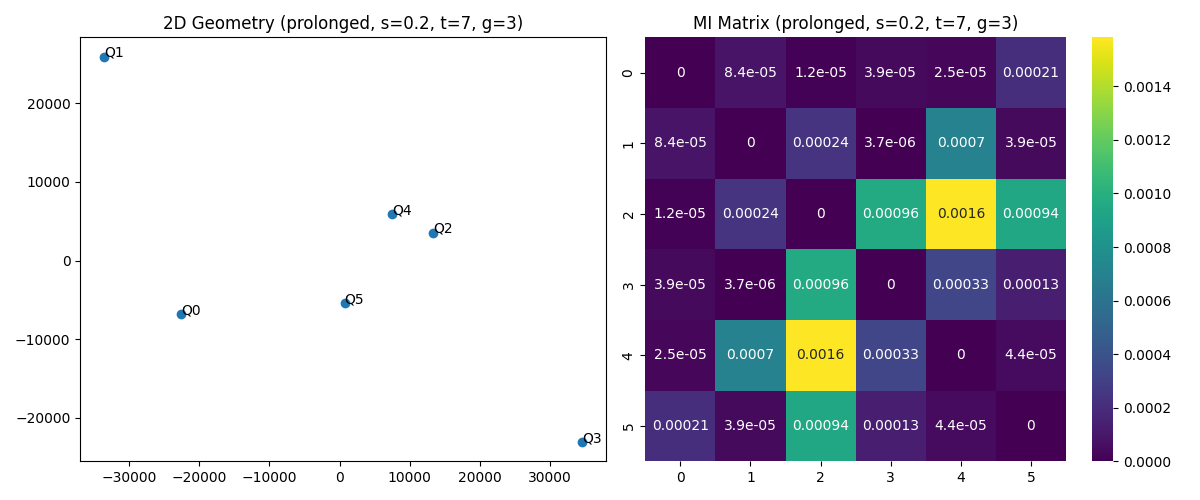 2D Geometry (prolonged, s=0.2, t=7, g=3)
Q1
Q4
Q2
Q5
Q0
Q3
20000
10000
0
−10000
−20000
−30000 −20000 −10000 0 10000 20000 30000
MI Matrix (prolonged, s=0.2, t=7, g=3)
0 0 8.4e-05 1.2e-05 3.9e-05 2.5e-05 0.00021
1 8.4e-05 0 0.00024 3.7e-06 0.0007 3.9e-05
2 1.2e-05 0.00024 0 0.00096 0.0016 0.00094
3 3.9e-05 3.7e-06 0.00096 0 0.00033 0.00013
4 2.5e-05 0.0007 0.0016 0.00033 0 4.4e-05
5 0.00021 3.9e-05 0.00094 0.00013 4.4e-05 0
0 1 2 3 4 5
0.0014
0.0012
0.0010
0.0008
0.0006
0.0004
0.0002
0.0000